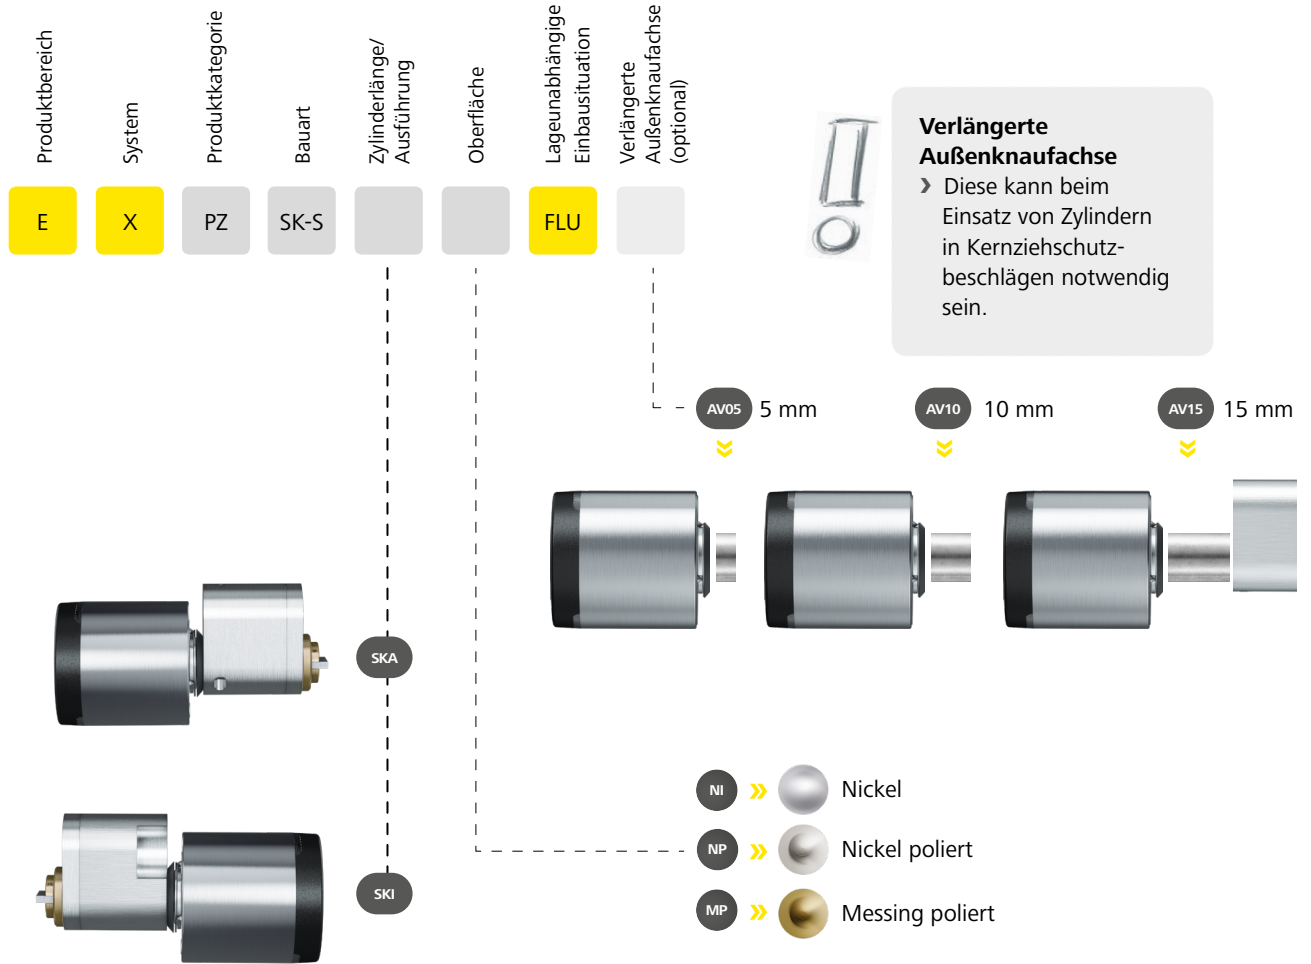 Produktbereich
System
Produktkategorie
Bauart
Zylinderlänge/
Ausführung
Oberfläche
Lageunabhängige
Einbausituation
Verlängerte
Außenknaufachse
(optional)
E
X
PZ
SK-S
FLU
Verlängerte
Außenknaufachse
› Diese kann beim
Einsatz von Zylindern
in Kernziehschutz-
beschlägen notwendig
sein.
AV05 5 mm
AV10 10 mm
AV15 15 mm
SKA
SKI
NI » Nickel
NP » Nickel poliert
MP » Messing poliert